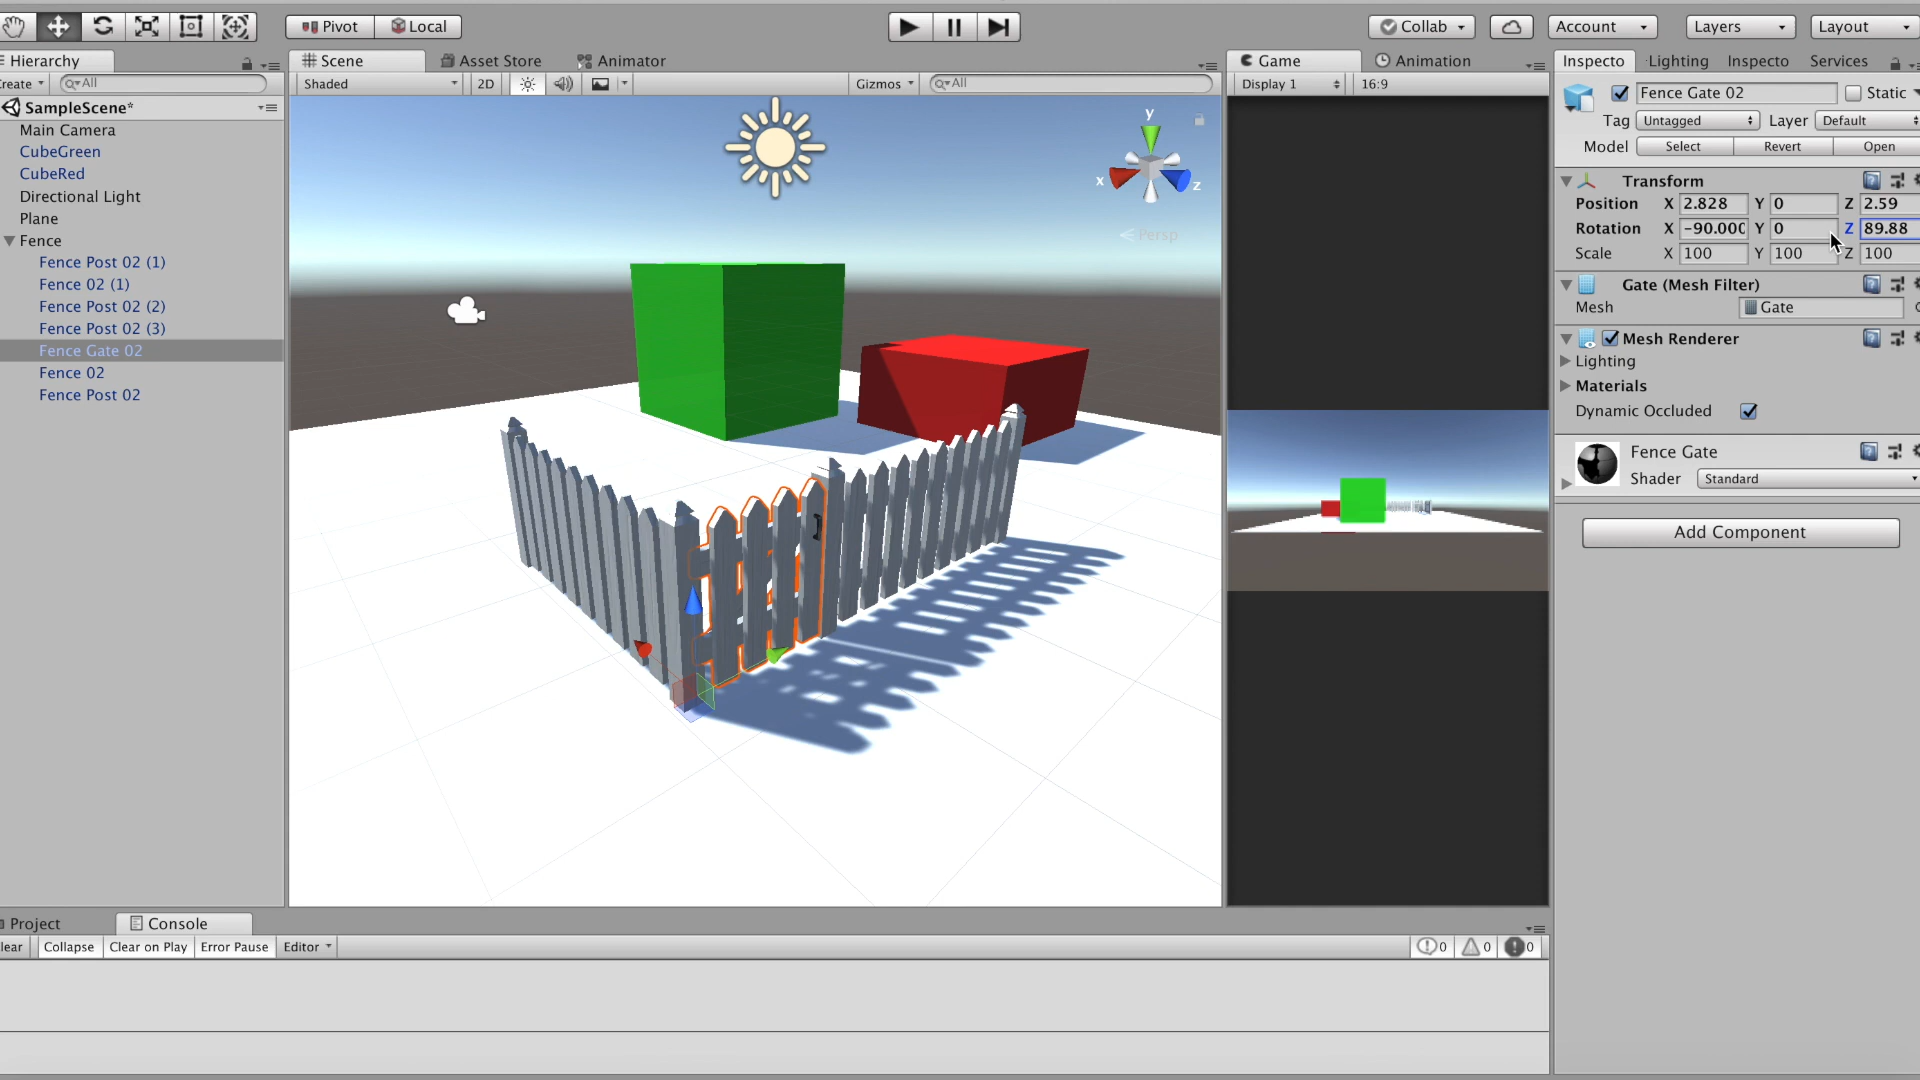 Pivot Local Collab Account Layers Layout
Hierarchy Scene Asset Store Animator Game Animation Inspecto Lighting Inspecto Services
reate All Shaded 2D Gizmos All Display 1 16:9
Fence Gate 02 Static
SampleScene*
Main Camera
Tag Untagged Layer Default
CubeGreen
Model Select Revert Open
CubeRed
Transform
Directional Light
Position X 2.828 Y 0 Z 2.59
Plane
Rotation X -90.000 Y 0 Z 89.88
Fence
Scale X 100 Y 100 Z 100
Fence Post 02 (1)
Fence 02 (1)
Gate (Mesh Filter)
Fence Post 02 (2)
Mesh Gate
Fence Post 02 (3)
Mesh Renderer
Fence Gate 02
Lighting
Fence 02
Materials
Fence Post 02
Dynamic Occluded
y
x z
Persp
Fence Gate
Shader Standard
Add Component
Project Console
lear Collapse Clear on Play Error Pause Editor 0 0 0